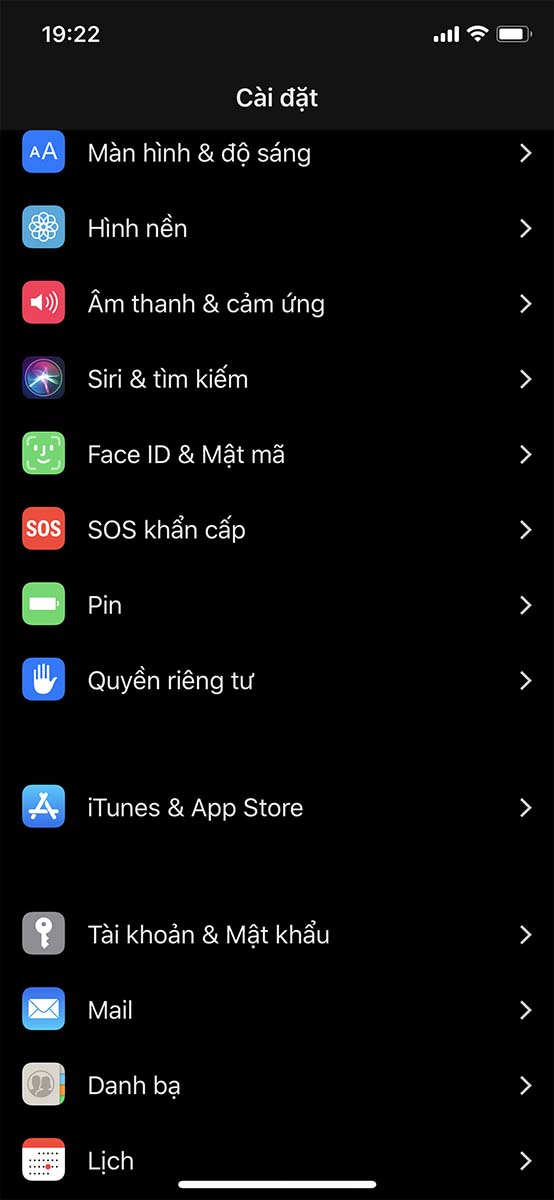 19:22
Cài đặt
AA Màn hình & độ sáng
Hình nền
Âm thanh & cảm ứng
Siri & tìm kiếm
Face ID & Mật mã
SOS SOS khẩn cấp
Pin
Quyền riêng tư
iTunes & App Store
Tài khoản & Mật khẩu
Mail
Danh bạ
Lịch